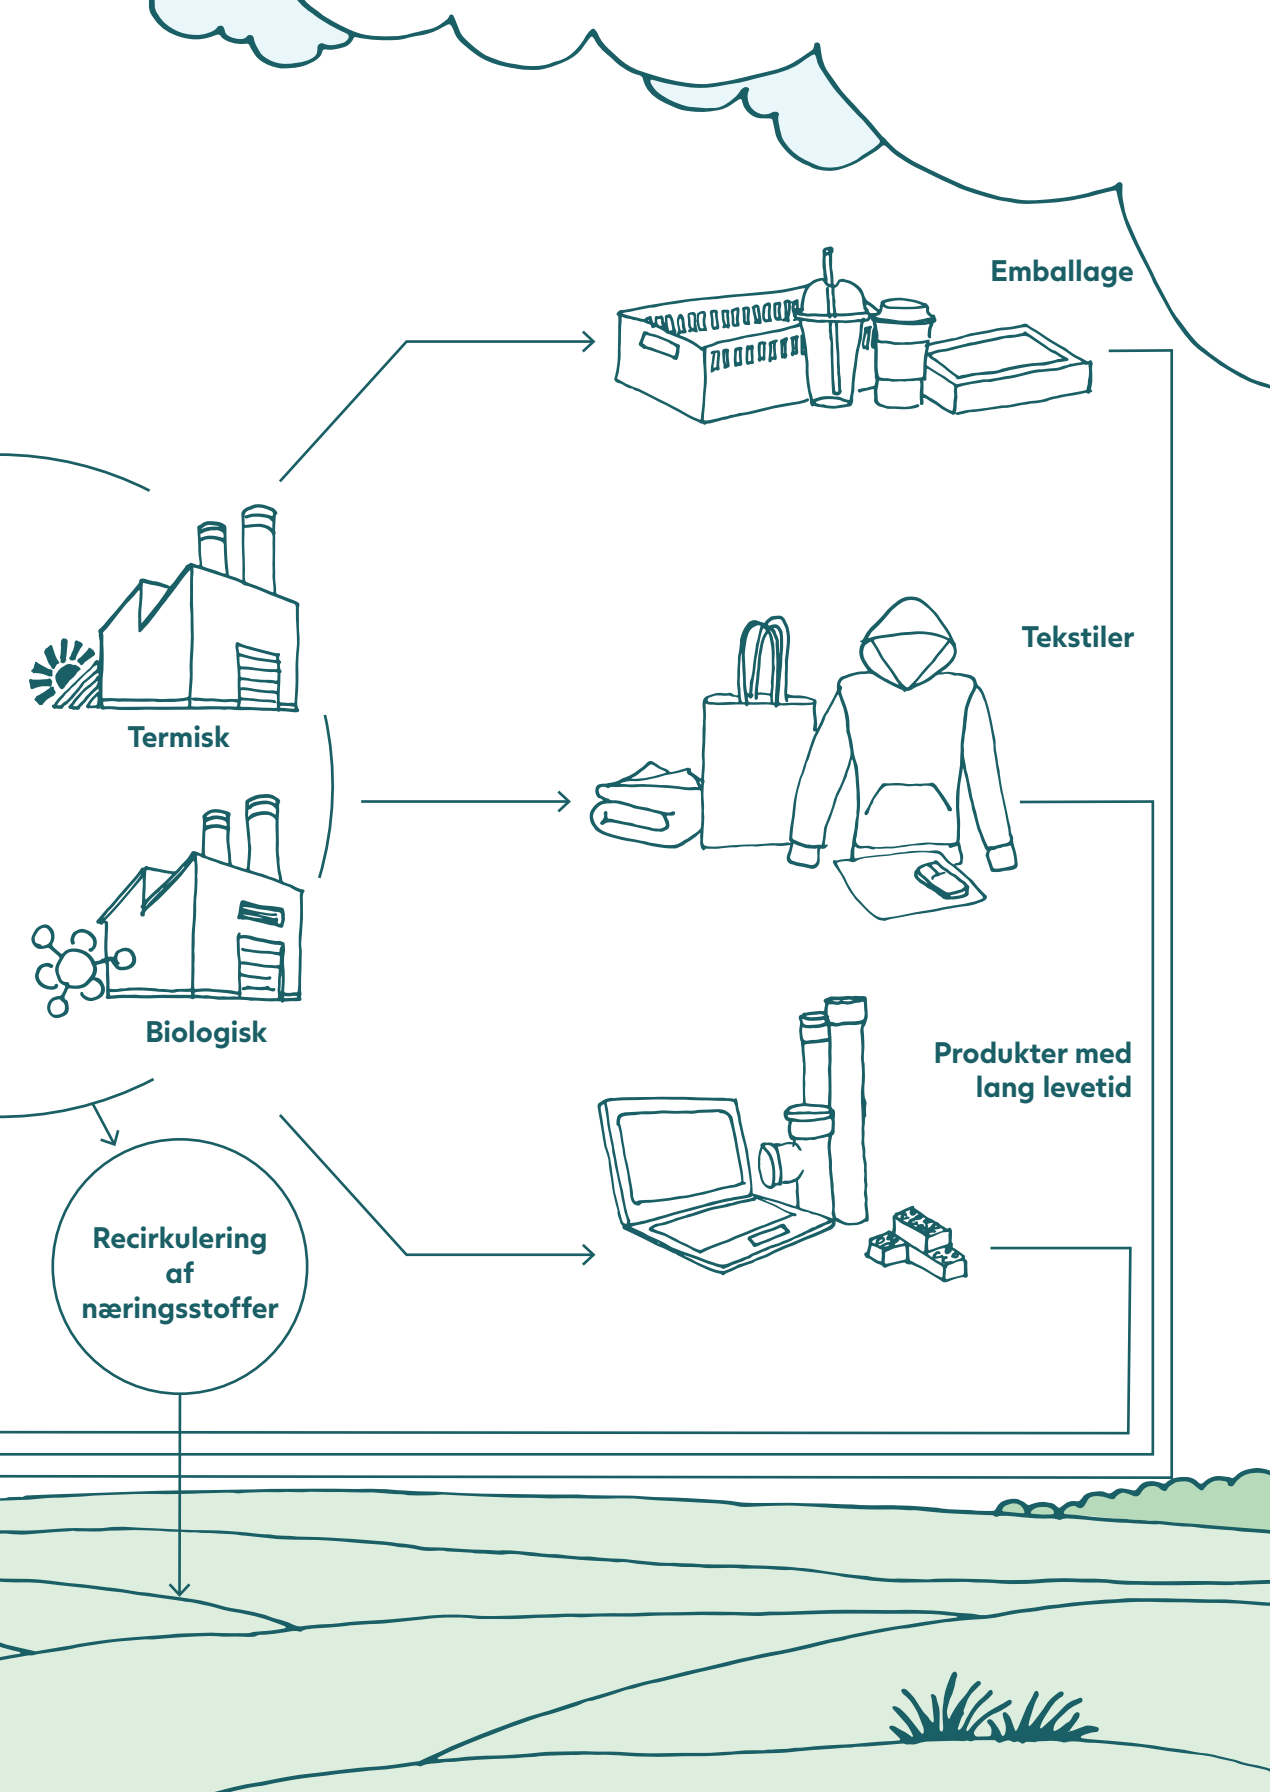 Emballage
Tekstiler
Termisk
Biologisk
Produkter med
lang levetid
Recirkulering
af
næringsstoffer